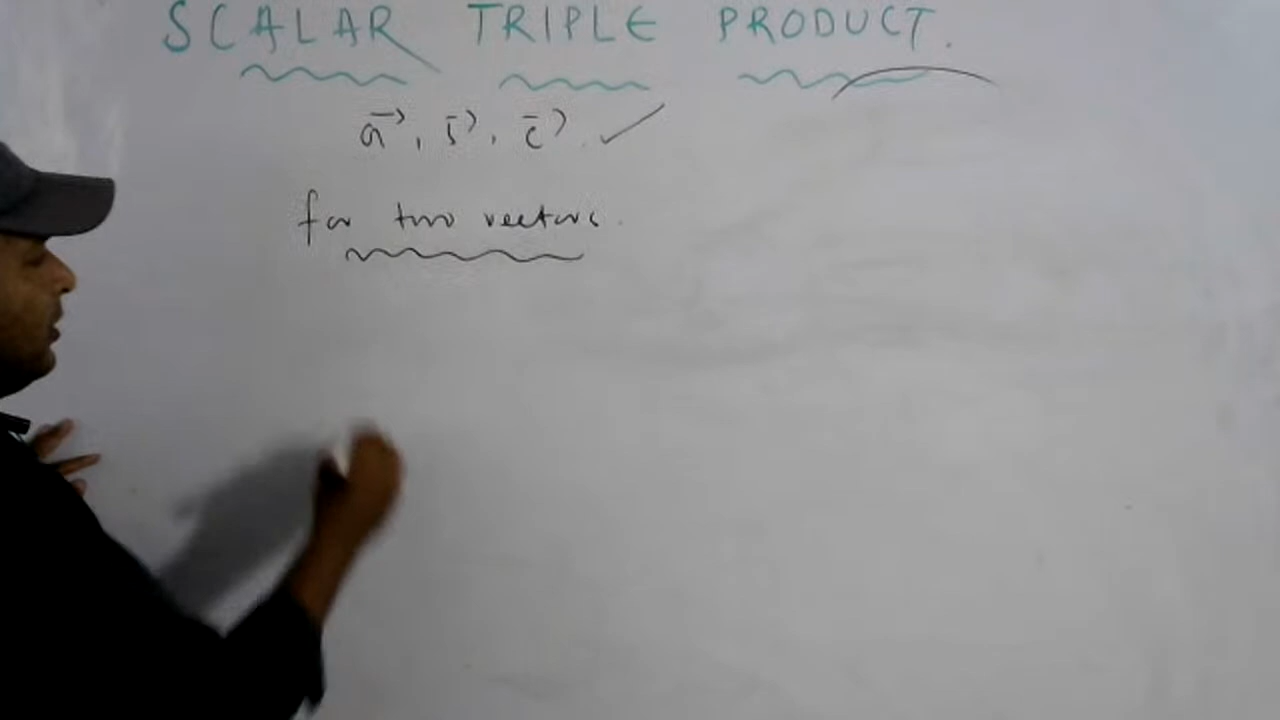 SCALAR TRIPLE PRODUCT.
a⃗, b⃗, c⃗. ✓
for two vectors.